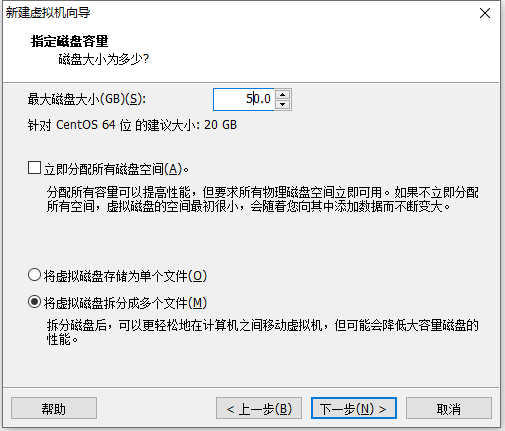 新建虚拟机向导
指定磁盘容量
磁盘大小为多少?
最大磁盘大小(GB)(S):
50.0
针对 CentOS 64 位 的建议大小: 20 GB
立即分配所有磁盘空间(A)。
分配所有容量可以提高性能，但要求所有物理磁盘空间立即可用。如果不立即分配
所有空间，虚拟磁盘的空间最初很小，会随着您向其中添加数据而不断变大。
将虚拟磁盘存储为单个文件(O)
将虚拟磁盘拆分成多个文件(M)
拆分磁盘后，可以更轻松地在计算机之间移动虚拟机，但可能会降低大容量磁盘的
性能。
帮助
< 上一步(B)
下一步(N) >
取消